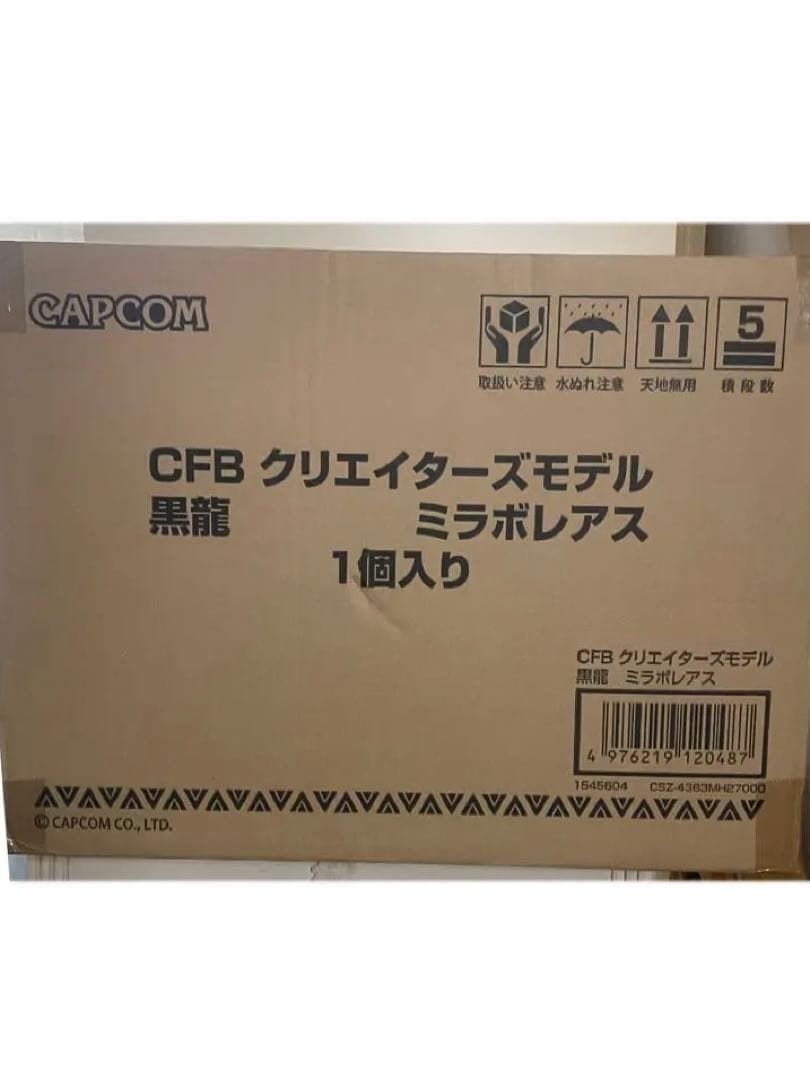 CAPCOM
5
取扱い注意 水ぬれ注意 天地無用 積段数
CFB クリエイターズモデル
黒龍 ミラボレアス
1個入り
CFB クリエイターズモデル
黒龍 ミラボレアス
4 976219 120487
1545604 CSZ-4363MH27000
© CAPCOM CO., LTD.